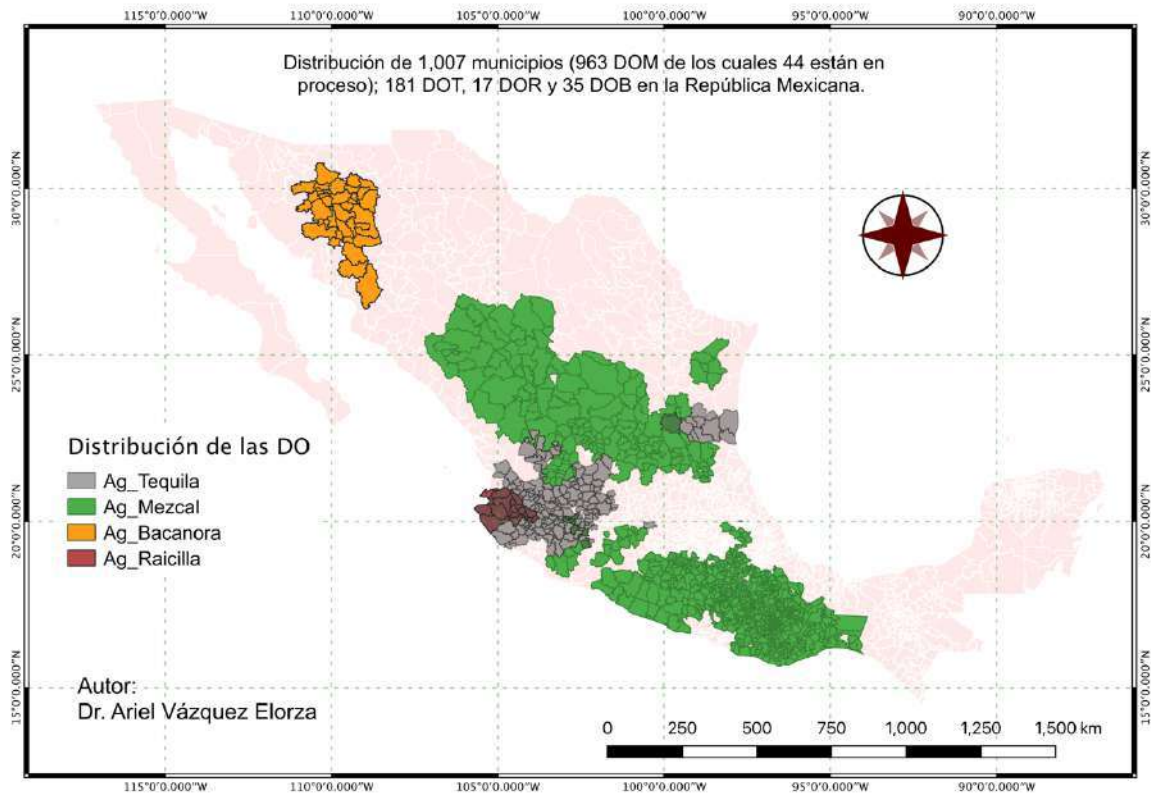 115°0'0.000"W 110°0'0.000"W 105°0'0.000"W 100°0'0.000"W 95°0'0.000"W 90°0'0.000"W
Distribución de 1,007 municipios (963 DOM de los cuales 44 están en
proceso); 181 DOT, 17 DOR y 35 DOB en la República Mexicana.
30°0'0.000"N
25°0'0.000"N
20°0'0.000"N
15°0'0.000"N
30°0'0.000"N
25°0'0.000"N
20°0'0.000"N
15°0'0.000"N
Distribución de las DO
Ag_Tequila
Ag_Mezcal
Ag_Bacanora
Ag_Raicilla
Autor:
Dr. Ariel Vázquez Elorza
0 250 500 750 1,000 1,250 1,500 km
115°0'0.000"W 110°0'0.000"W 105°0'0.000"W 100°0'0.000"W 95°0'0.000"W 90°0'0.000"W